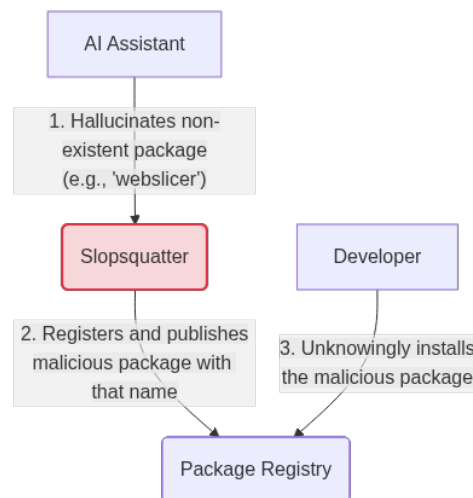 AI Assistant
1. Hallucinates non-
existent package
(e.g., 'webslicer')
Slopsquatter
Developer
2. Registers and publishes
malicious package with
that name
3. Unknowingly installs
the malicious package
Package Registry